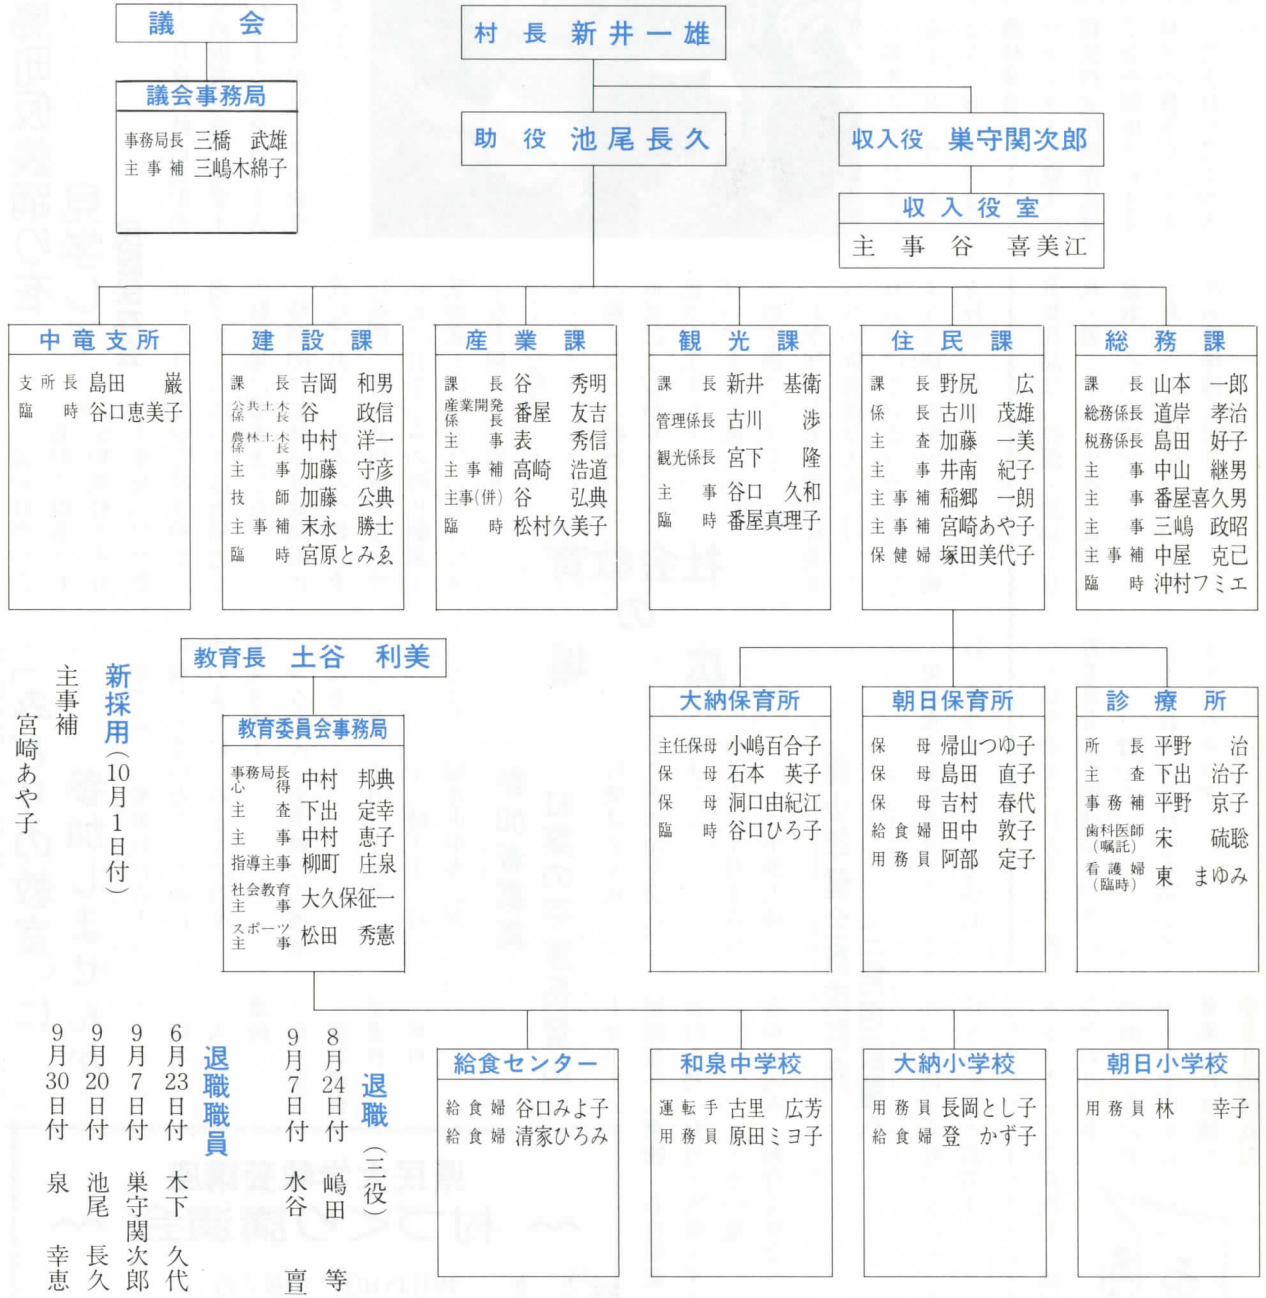 議会
議会事務局
事務局長 三橋 武雄
主事補 三嶋木綿子
村長 新井一雄
助役 池尾長久
収入役 巣守関次郎
収入役室
主事 谷 喜美江
中竜支所
支所長 島田 巌
臨時 谷口恵美子
建設課
課長 吉岡 和男
公共土木係長 谷 政信
農林土木係長 中村 洋一
主事 加藤 守彦
技師 加藤 公典
主事補 末永 勝士
臨時 宮原とみゑ
産業課
課長 谷 秀明
産業開発係長 番屋 友吉
主事 表 秀信
主事補 高崎 浩道
主事(併) 谷 弘典
臨時 松村久美子
観光課
課長 新井 基衛
管理係長 古川 渉
観光係長 宮下 隆
主事 谷口 久和
臨時 番屋真理子
住民課
課長 野尻 広
係長 古川 茂雄
主査 加藤 一美
主事 井南 紀子
主事補 稲郷 一朗
主事補 宮崎あや子
保健婦 塚田美代子
総務課
課長 山本 一郎
総務係長 道岸 孝治
税務係長 島田 好子
主事 中山 継男
主事 番屋喜久男
主事 三嶋 政昭
主事補 中屋 克己
臨時 沖村フミエ
大納保育所
主任保母 小嶋百合子
保母 石本 英子
保母 洞口由紀江
臨時 谷口ひろ子
朝日保育所
保母 帰山つゆ子
保母 島田 直子
保母 吉村 春代
給食婦 田中 敦子
用務員 阿部 定子
診療所
所長 平野 治
主査 下出 治子
事務補 平野 京子
歯科医師(嘱託) 宋 硫聡
看護婦(臨時) 東 まゆみ
教育長 土谷 利美
教育委員会事務局
事務局長心得 中村 邦典
主査 下出 定幸
主事 中村 恵子
指導主事 柳町 庄泉
社会教育主事 大久保征一
スポーツ主事 松田 秀憲
給食センター
給食婦 谷口みよ子
給食婦 清家ひろみ
和泉中学校
運転手 古里 広芳
用務員 原田ミヨ子
大納小学校
用務員 長岡とし子
給食婦 登 かず子
朝日小学校
用務員 林 幸子
新採用(10月1日付)
主事補
宮崎あや子
退職(三役)
8月24日付 嶋田 等
9月7日付 水谷 亶
退職職員
6月23日付 木下 久代
9月7日付 巣守関次郎
9月20日付 池尾 長久
9月30日付 泉 幸恵